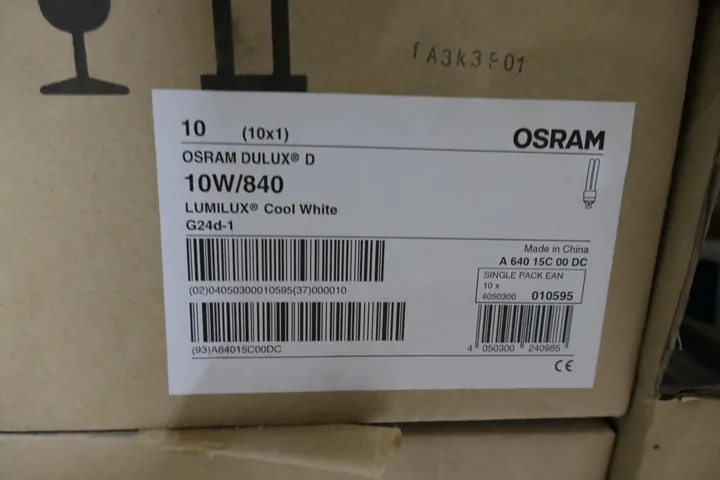 fA3k3F01
10 (10x1)
OSRAM
OSRAM DULUX® D
10W/840
LUMILUX® Cool White
G24d-1
Made in China
A 640 15C 00 DC
SINGLE PACK EAN
10 x
4050300 010595
(02)04050300010595(37)000010
(93)A64015C00DC
4 050300 240985
CE